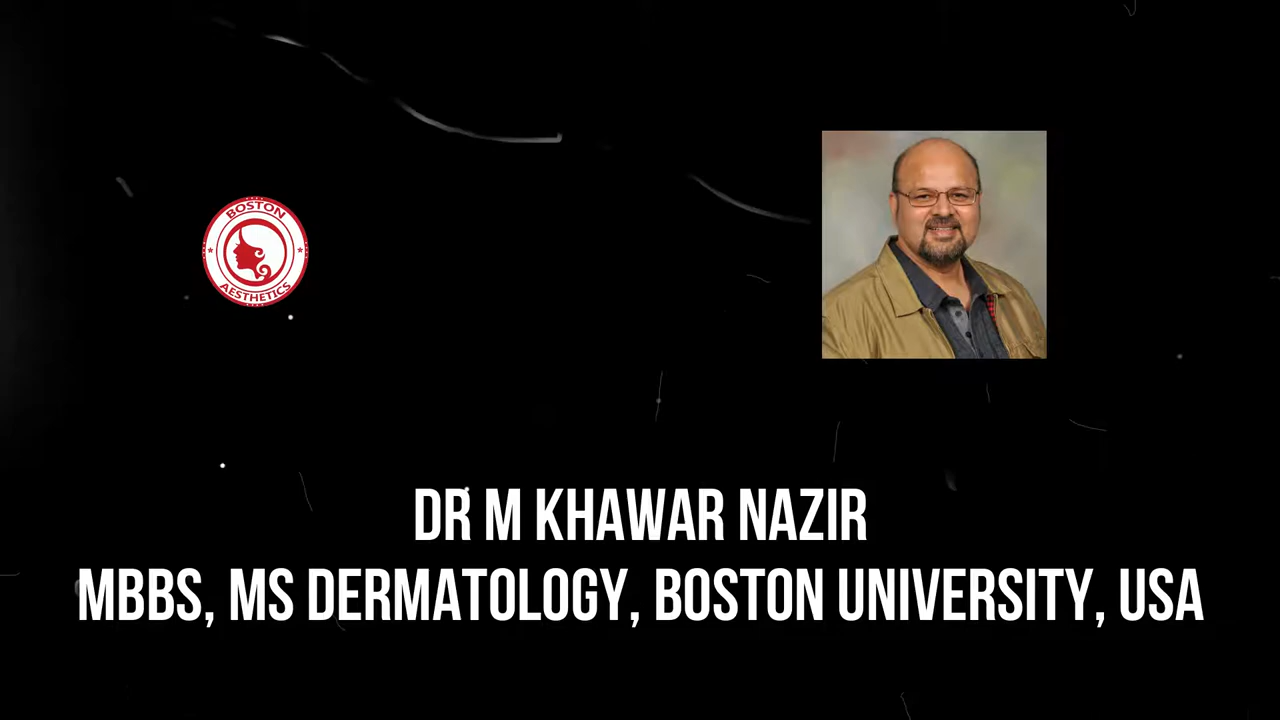 BOSTON
AESTHETICS
DR M KHAWAR NAZIR
MBBS, MS DERMATOLOGY, BOSTON UNIVERSITY, USA